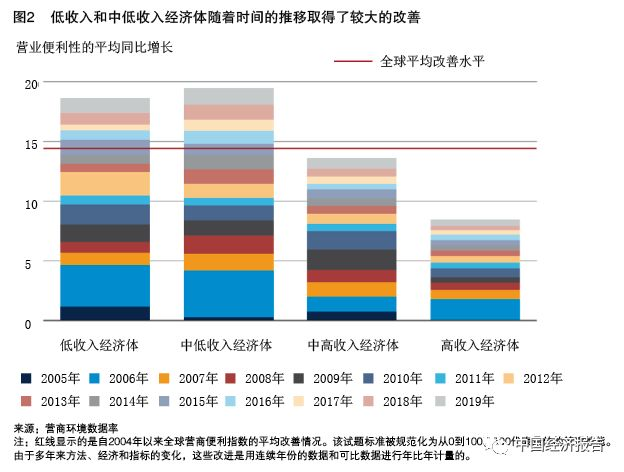 图2 低收入和中低收入经济体随着时间的推移取得了较大的改善
营业便利性的平均同比增长
全球平均改善水平
20
15
10
5
0
低收入经济体 中低收入经济体 中高收入经济体 高收入经济体
2005年 2006年 2007年 2008年 2009年 2010年 2011年 2012年
2013年 2014年 2015年 2016年 2017年 2018年 2019年
来源：营商环境数据率
注：红线显示的是自2004年以来全球营商便利指数的平均改善情况。该试题标准被规范化为从0到100
由于多年来方法、经济和指标的变化，这些改进是用连续年份的数据和可比数据进行年比年计量的。
中国经济报告